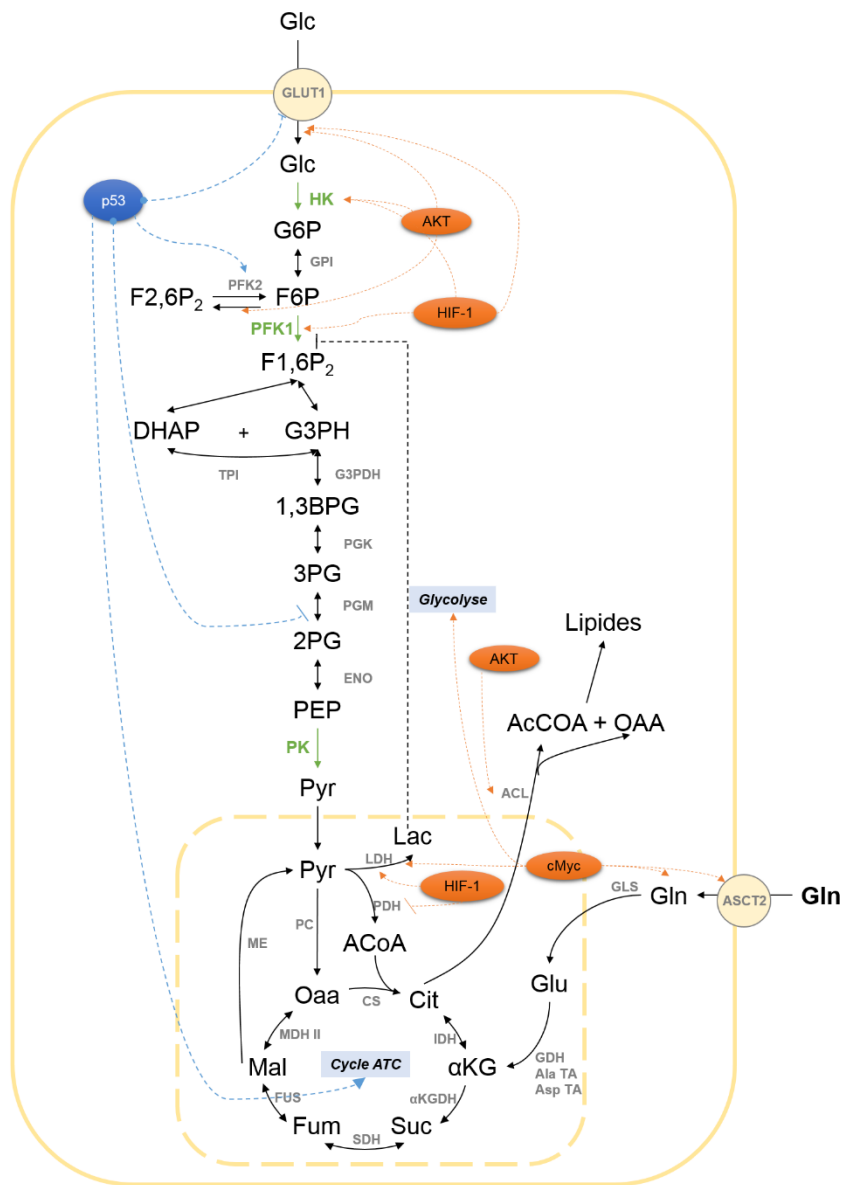 Glc
GLUT1
Glc
p53
HK
AKT
G6P
GPI
F2,6P₂
PFK2
F6P
HIF-1
PFK1
F1,6P₂
DHAP + G3PH
TPI
G3PDH
1,3BPG
PGK
3PG
PGM
Glycolyse
Lipides
2PG
AKT
ENO
PEP
AcCOA + OAA
PK
Pyr
ACL
Lac
Pyr
LDH
cMyc
HIF-1
PDH
GLS
Gln
ASCT2
Gln
ME
PC
ACoA
Oaa
CS
Cit
Glu
MDH II
IDH
Mal
Cycle ATC
αKG
GDH
Ala TA
Asp TA
FUS
αKGDH
Fum
SDH
Suc